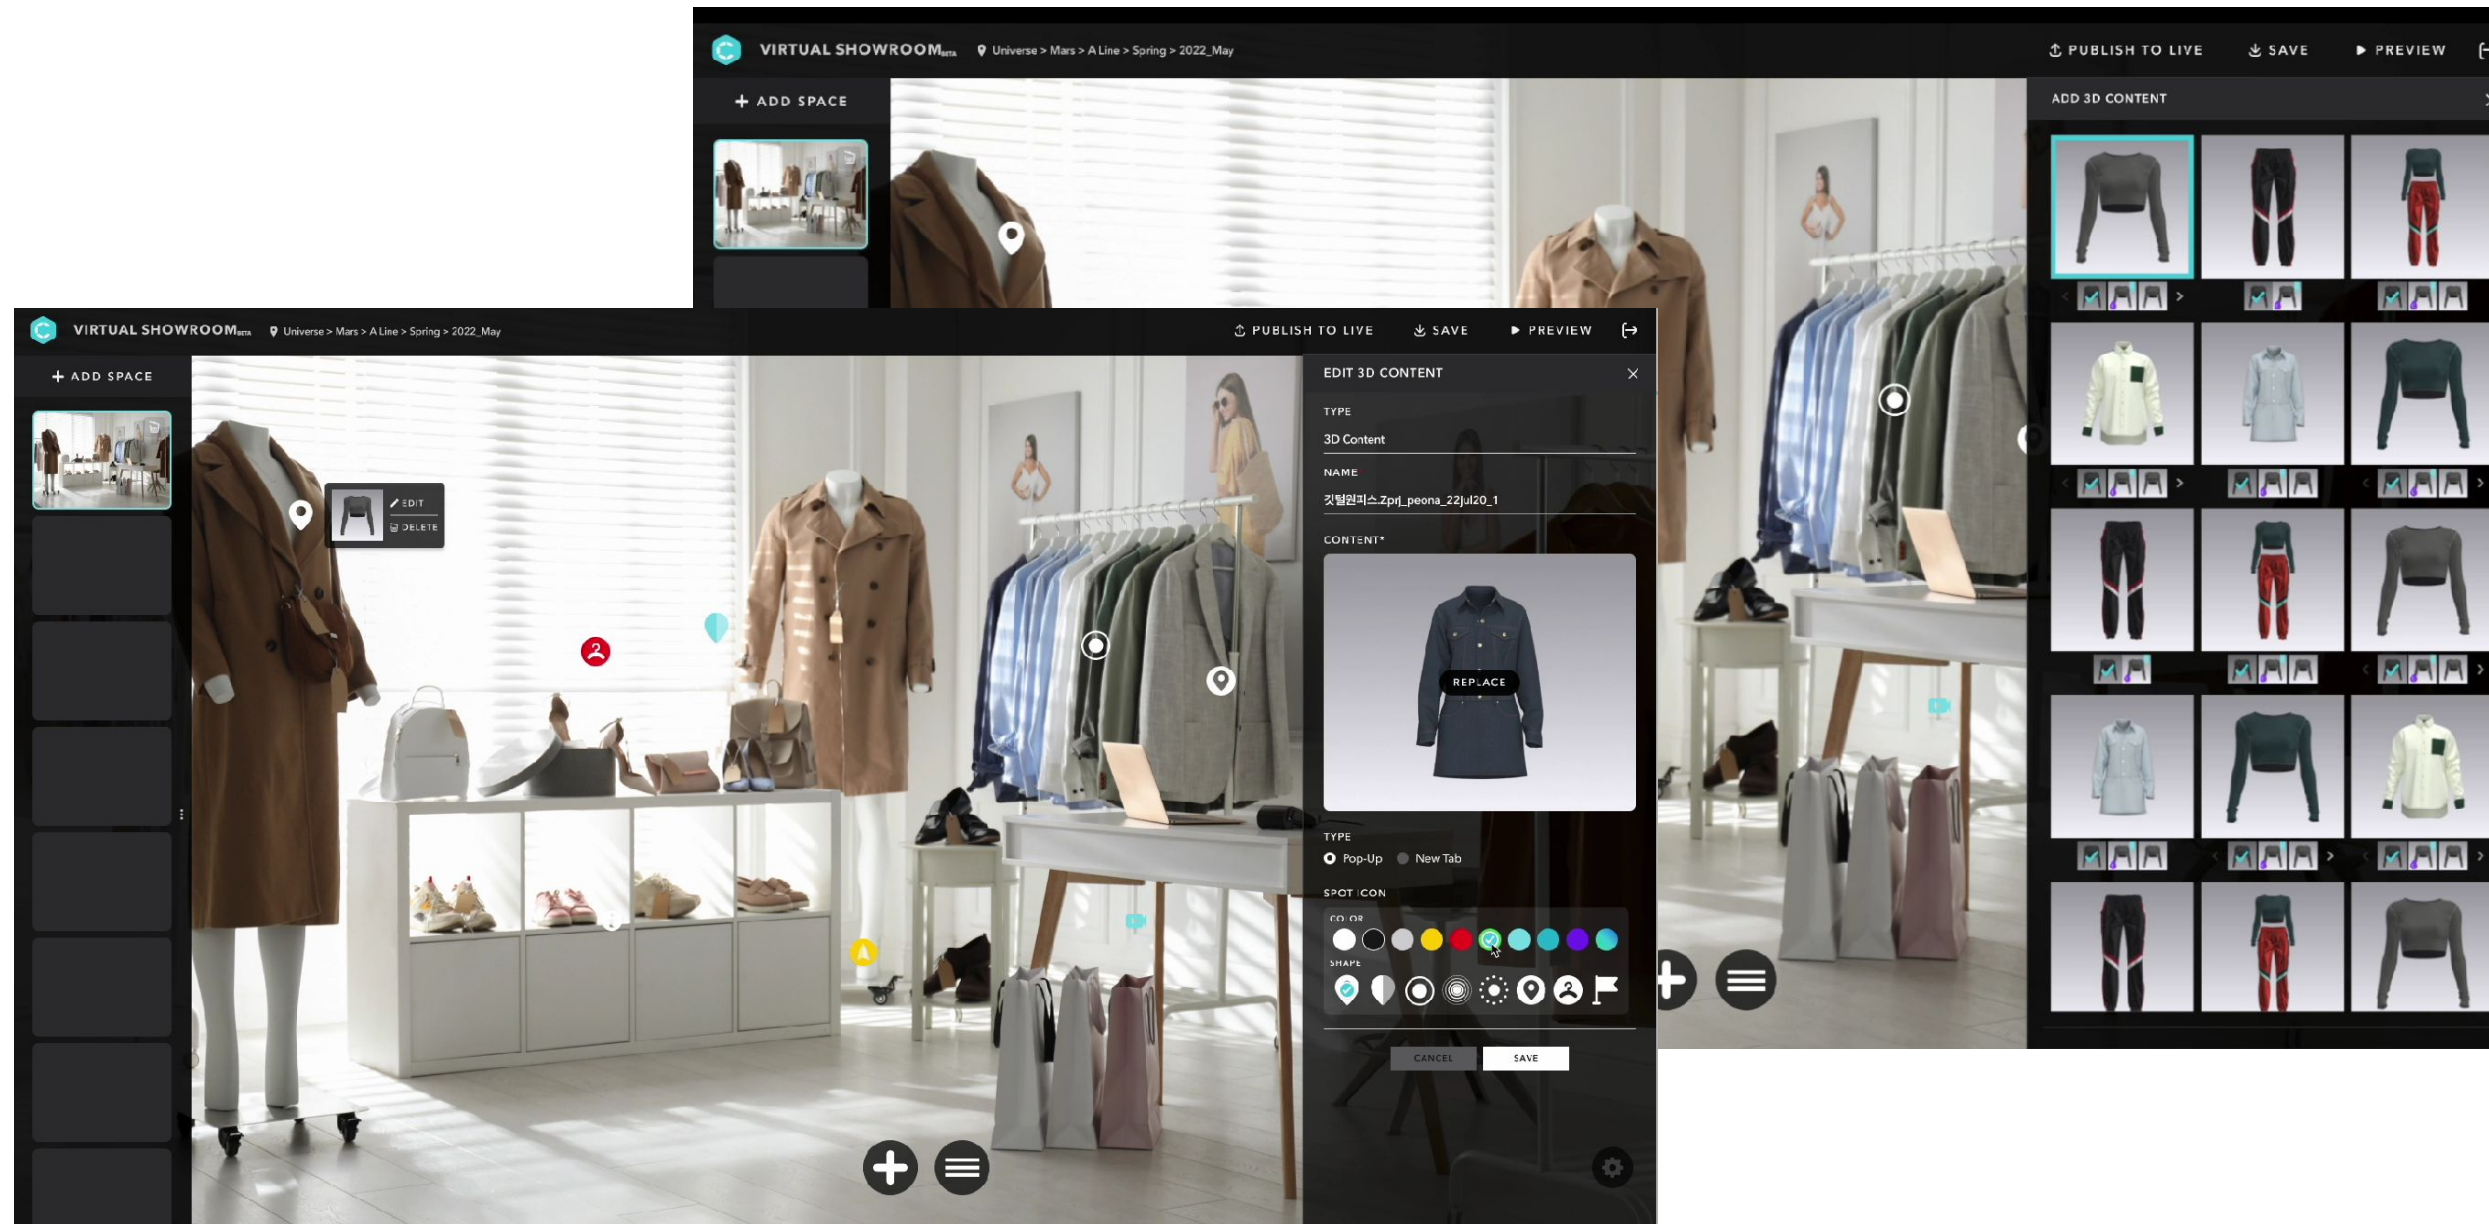 VIRTUAL SHOWROOM BETA
Universe > Mars > A Line > Spring > 2022_May
PUBLISH TO LIVE
SAVE
PREVIEW
+ ADD SPACE
ADD 3D CONTENT
VIRTUAL SHOWROOM BETA
Universe > Mars > A Line > Spring > 2022_May
PUBLISH TO LIVE
SAVE
PREVIEW
+ ADD SPACE
EDIT
DELETE
EDIT 3D CONTENT
TYPE
3D Content
NAME
깃털원피스.Zprj_peona_22jul20_1
CONTENT*
REPLACE
TYPE
Pop-Up
New Tab
SPOT ICON
COLOR
SHAPE
CANCEL
SAVE